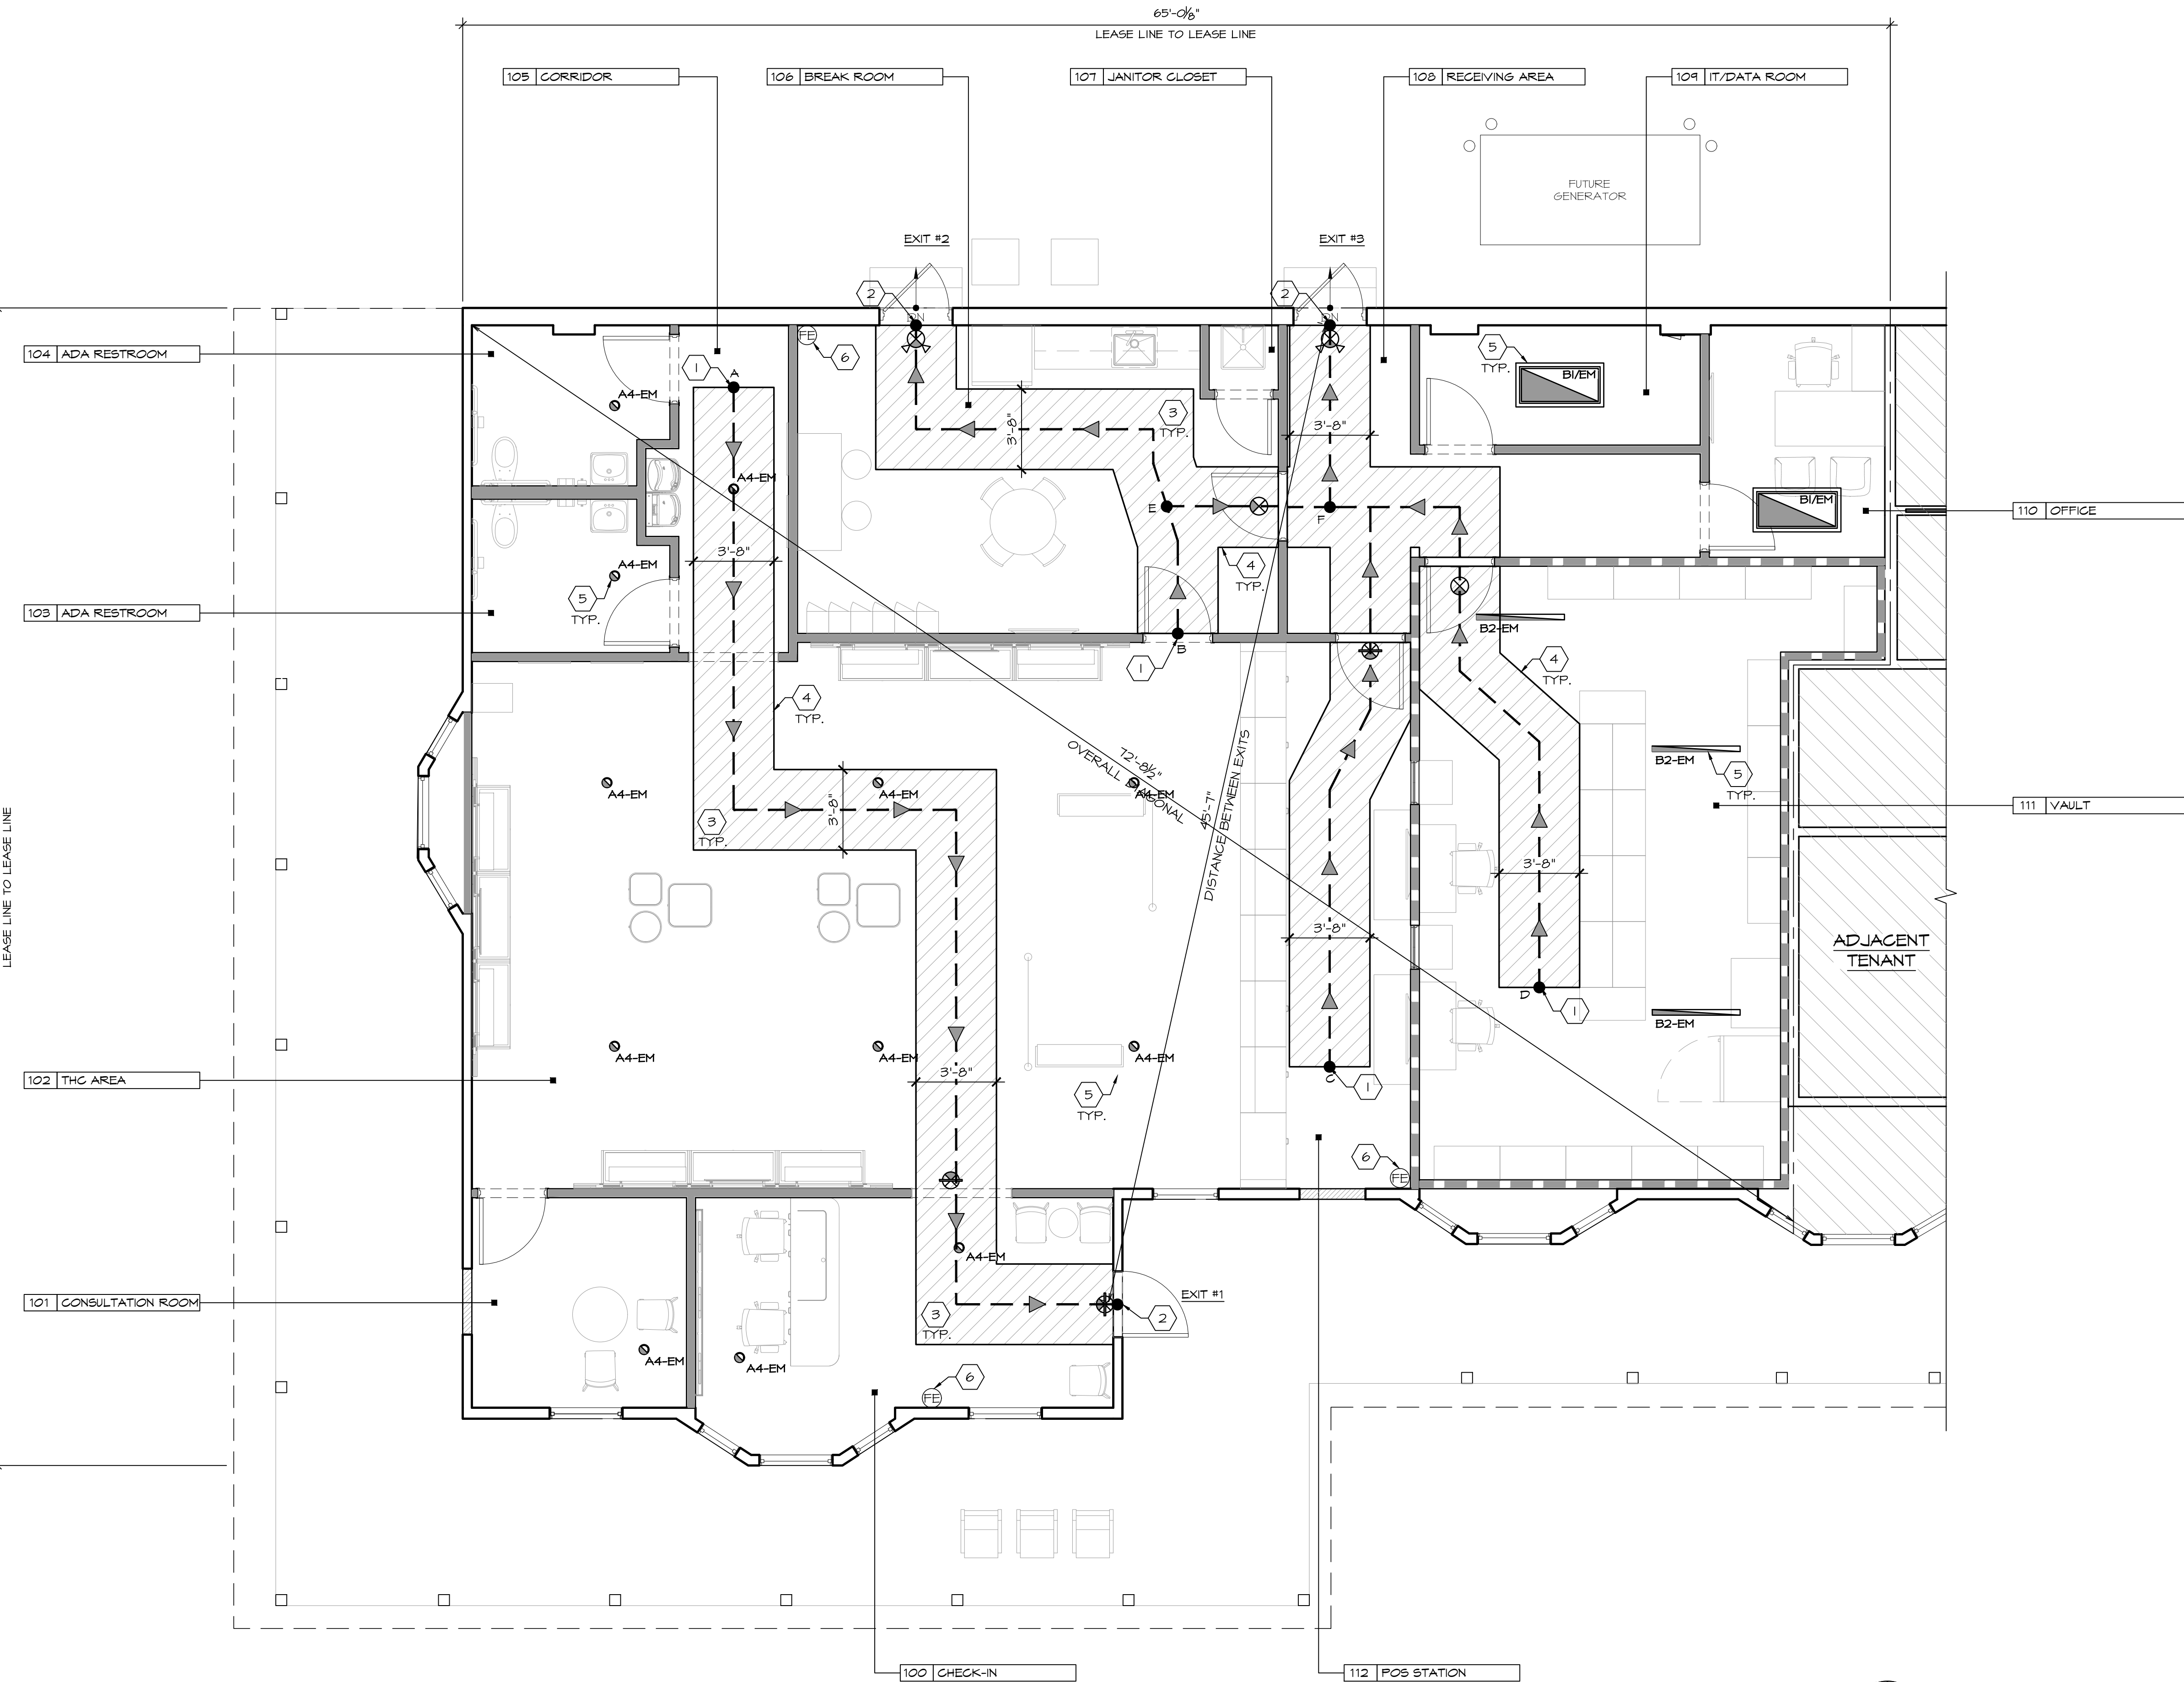 65'-0⅛"
LEASE LINE TO LEASE LINE
105 CORRIDOR
106 BREAK ROOM
107 JANITOR CLOSET
108 RECEIVING AREA
109 IT/DATA ROOM
FUTURE
GENERATOR
EXIT #2
EXIT #3
2
2
DN
DN
104 ADA RESTROOM
FE
6
5
TYP.
B1/EM
1
A
A4-EM
3
TYP.
3'-8"
3'-8"
A4-EM
B1/EM
110 OFFICE
E
F
3'-8"
A4-EM
4
TYP.
5
TYP.
103 ADA RESTROOM
B2-EM
B
1
4
TYP.
4
TYP.
72'-8½"
OVERALL DIAGONAL
45'-7"
DISTANCE BETWEEN EXITS
B2-EM
5
TYP.
A4-EM
A4-EM
A4-EM
3'-8"
3
TYP.
111 VAULT
LEASE LINE TO LEASE LINE
3'-8"
3'-8"
ADJACENT
TENANT
D
1
B2-EM
A4-EM
A4-EM
A4-EM
3'-8"
C
1
102 THC AREA
5
TYP.
6
FE
A4-EM
101 CONSULTATION ROOM
EXIT #1
3
TYP.
2
A4-EM
A4-EM
6
FE
100 CHECK-IN
112 POS STATION